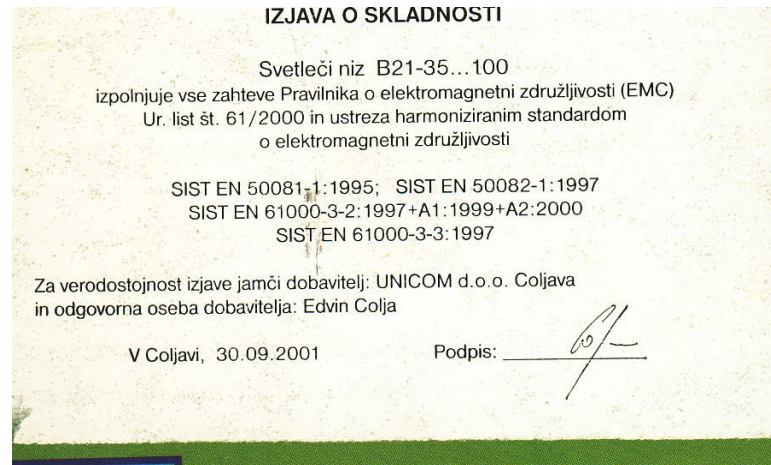 IZJAVA O SKLADNOSTI
Svetleči niz B21-35...100
izpolnjuje vse zahteve Pravilnika o elektromagnetni združljivosti (EMC)
Ur. list št. 61/2000 in ustreza harmoniziranim standardom
o elektromagnetni združljivosti
SIST EN 50081-1:1995; SIST EN 50082-1:1997
SIST EN 61000-3-2:1997+A1:1999+A2:2000
SIST EN 61000-3-3:1997
Za verodostojnost izjave jamči dobavitelj: UNICOM d.o.o. Coljava
in odgovorna oseba dobavitelja: Edvin Colja
V Coljavi, 30.09.2001 Podpis: